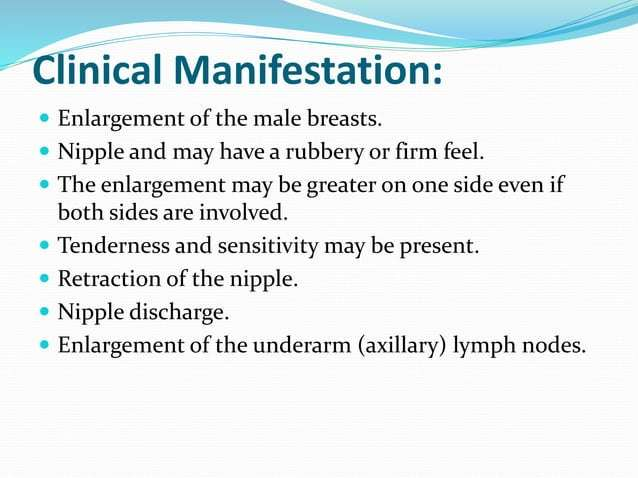 Clinical Manifestation:
• Enlargement of the male breasts.
• Nipple and may have a rubbery or firm feel.
• The enlargement may be greater on one side even if
both sides are involved.
• Tenderness and sensitivity may be present.
• Retraction of the nipple.
• Nipple discharge.
• Enlargement of the underarm (axillary) lymph nodes.